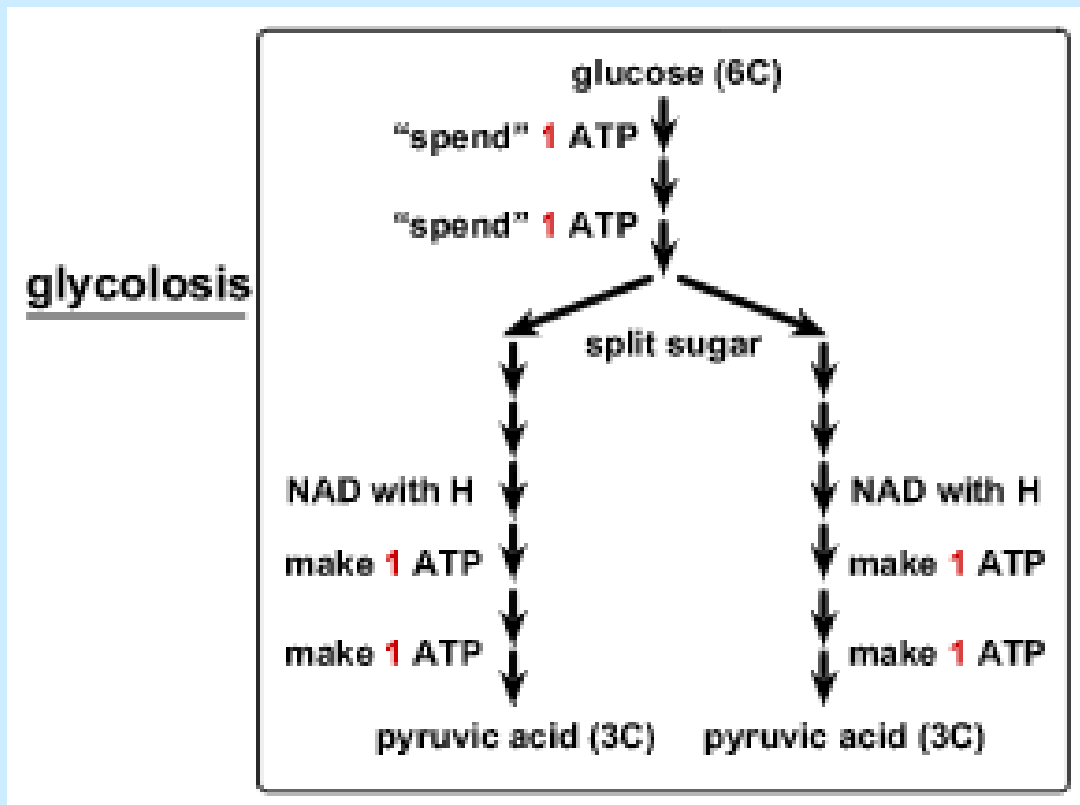 glucose (6C)
“spend” 1 ATP
“spend” 1 ATP
glycolosis
split sugar
NAD with H NAD with H
make 1 ATP make 1 ATP
make 1 ATP make 1 ATP
pyruvic acid (3C) pyruvic acid (3C)